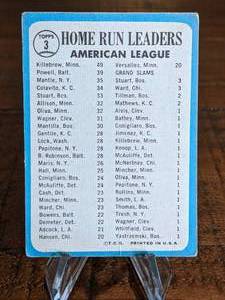 TOPPS
3
HOME RUN LEADERS
AMERICAN LEAGUE
Killebrew, Minn. 49
Powell, Balt. 39
Mantle, N.Y. 35
Colavito, K.C. 34
Stuart, Bos. 33
Allison, Minn. 32
Oliva, Minn. 32
Wagner, Clev. 31
Mantilla, Bos. 30
Gentile, K.C. 28
Lock, Wash. 28
Pepitone, N.Y. 28
B. Robinson, Balt. 28
Maris, N.Y. 26
Hall, Minn. 25
Conigliaro, Bos. 24
McAuliffe, Det. 24
Cash, Det. 23
Mincher, Minn. 23
Ward, Chi. 23
Bowens, Balt. 22
Demeter, Det. 22
Adcock, L.A. 21
Hansen, Chi. 20
Versalles, Minn. 20
GRAND SLAMS
Stuart, Bos. 3
Ward, Chi. 3
Tillman, Bos. 2
Mathews, K.C. 2
Alvis, Clev. 1
Battey, Minn. 1
Conigliaro, Bos. 1
Jimenez, K.C. 1
Knoop, L.A. 1
McAuliffe, Det. 1
McNertney, Chi. 1
Mincher, Minn. 1
Oliva, Minn. 1
Pepitone, N.Y. 1
Rollins, Minn. 1
Smith, L.A. 1
Thomas, Bos. 1
Tresh, N.Y. 1
Wagner, Clev. 1
Whitfield, Clev. 1
Yastrzemski, Bos. 1
©T.C.G. PRINTED IN U.S.A.